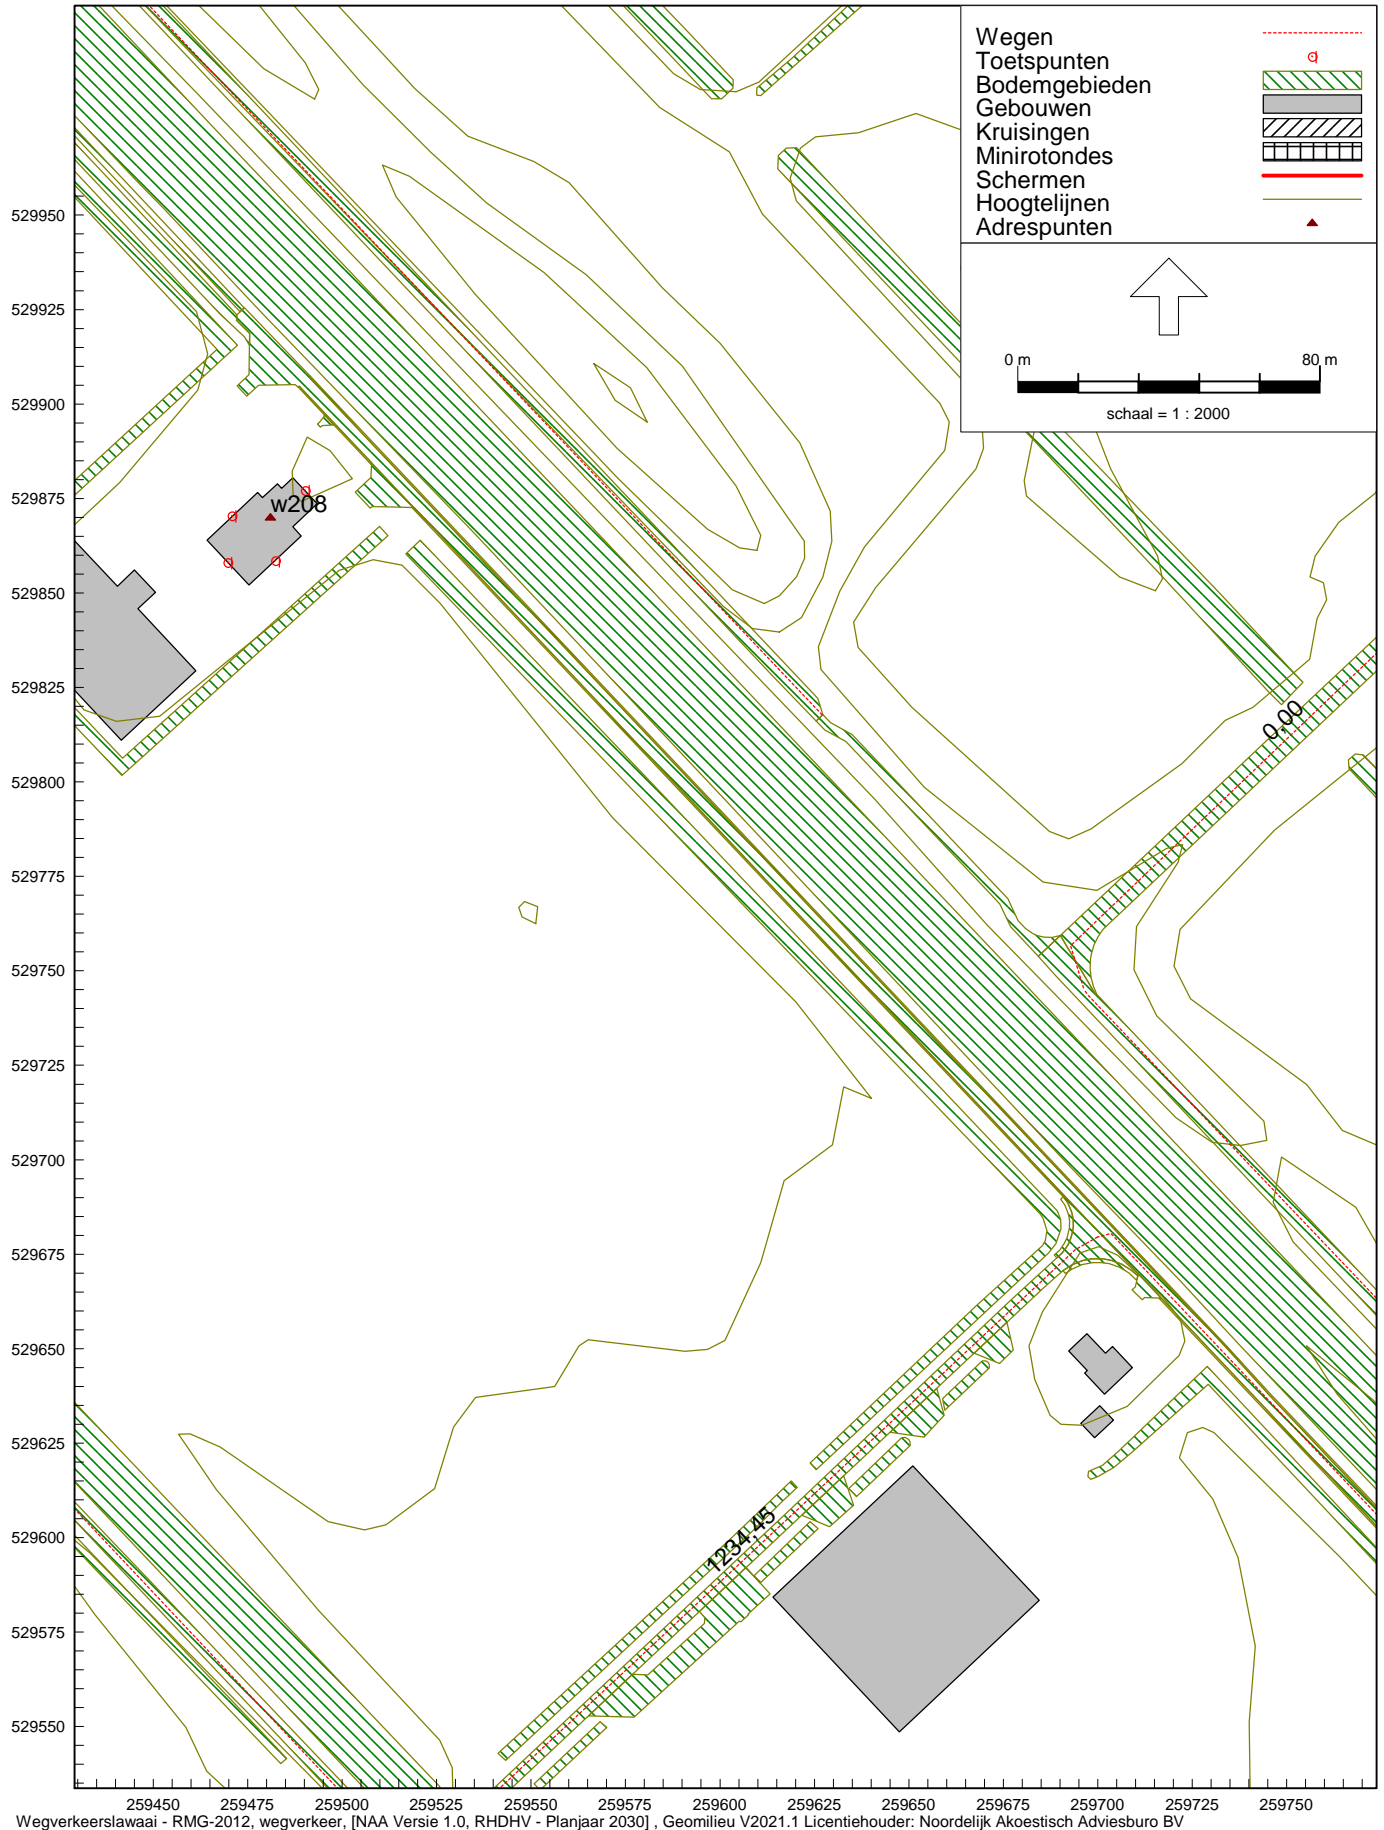 Wegen
Toetspunten
Bodemgebieden
Gebouwen
Kruisingen
Minirotondes
Schermen
Hoogtelijnen
Adrespunten
0 m 80 m
schaal = 1 : 2000
529950
529925
529900
529875
w208
529850
529825
0,00
529800
529775
529750
529725
529700
529675
529650
529625
529600
1234,45
529575
529550
259450 259475 259500 259525 259550 259575 259600 259625 259650 259675 259700 259725 259750
Wegverkeerslawaai - RMG-2012, wegverkeer, [NAA Versie 1.0, RHDHV - Planjaar 2030] , Geomilieu V2021.1 Licentiehouder: Noordelijk Akoestisch Adviesburo BV